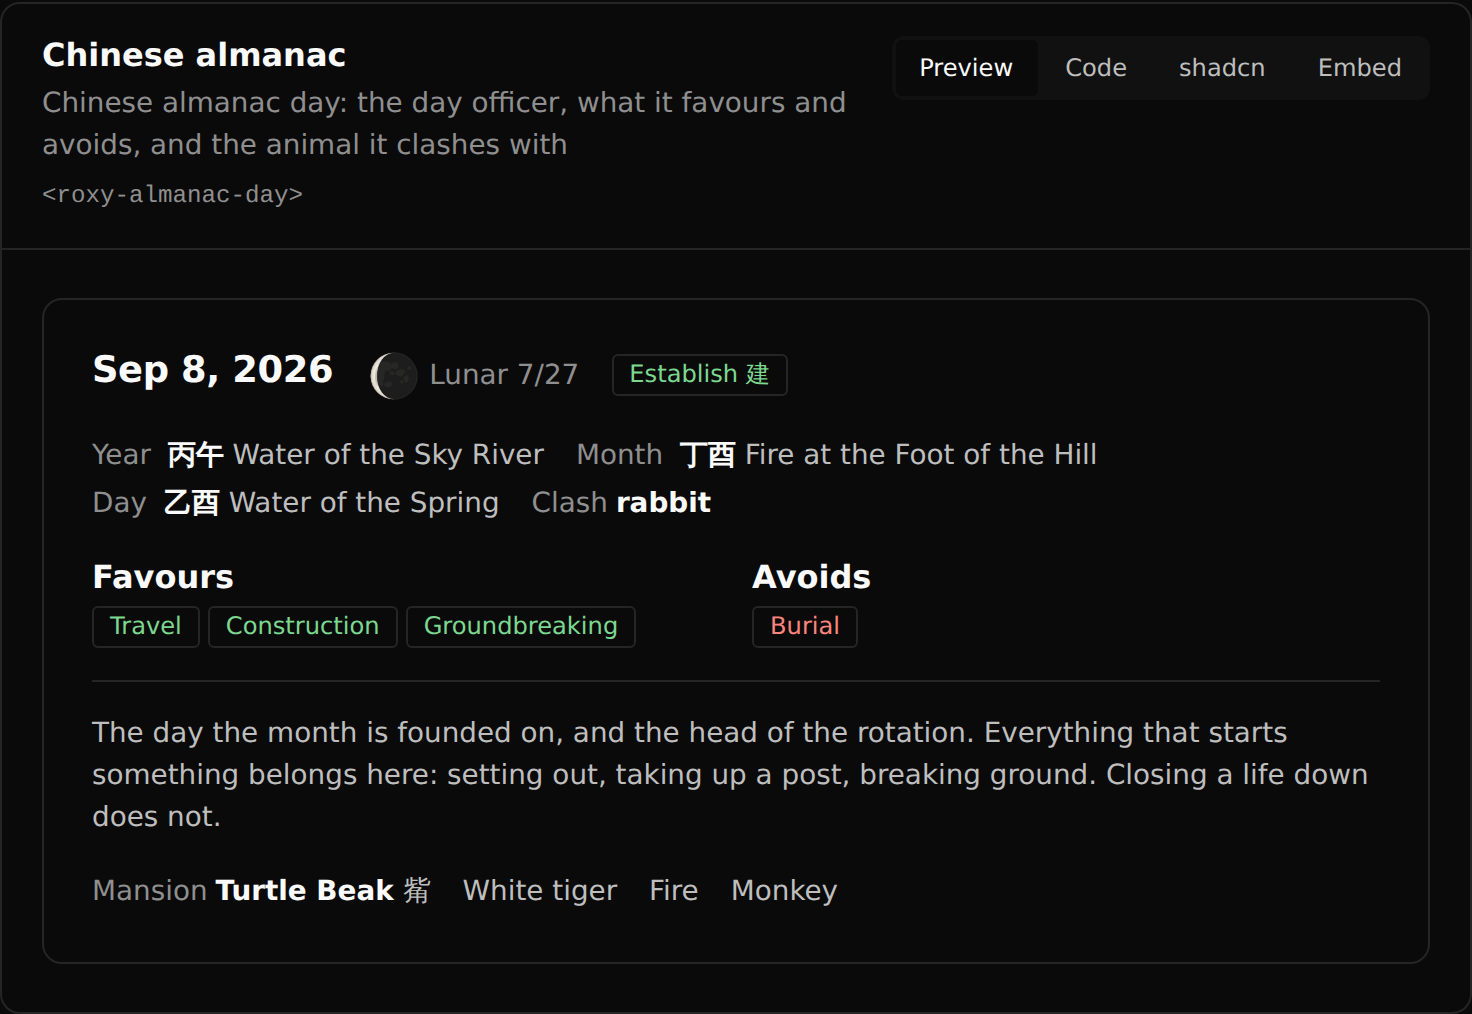 Chinese almanac
Preview Code shadcn Embed
Chinese almanac day: the day officer, what it favours and
avoids, and the animal it clashes with
<roxy-almanac-day>
Sep 8, 2026 Lunar 7/27 Establish 建
Year 丙午 Water of the Sky River Month 丁酉 Fire at the Foot of the Hill
Day 乙酉 Water of the Spring Clash rabbit
Favours Avoids
Travel Construction Groundbreaking Burial
The day the month is founded on, and the head of the rotation. Everything that starts
something belongs here: setting out, taking up a post, breaking ground. Closing a life down
does not.
Mansion Turtle Beak 觜 White tiger Fire Monkey